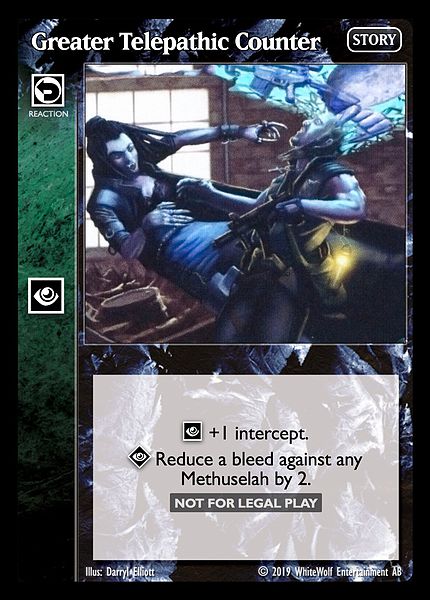 Greater Telepathic Counter
STORY
REACTION
+1 intercept.
Reduce a bleed against any
Methuselah by 2.
NOT FOR LEGAL PLAY
Illus: Darryl Elliott
© 2019 WhiteWolf Entertainment AB